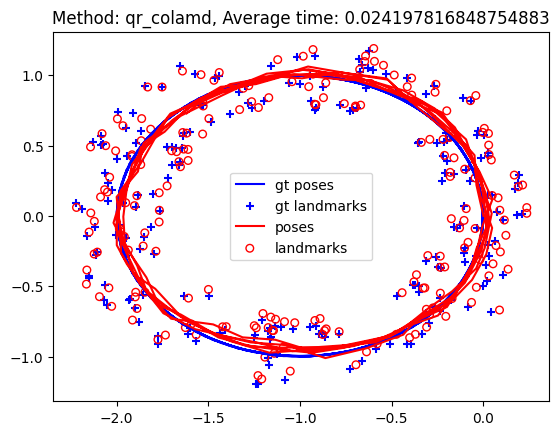 Method: qr_colamd, Average time: 0.024197816848754883
1.0
0.5
0.0
−0.5
−1.0
gt poses
gt landmarks
poses
landmarks
−2.0 −1.5 −1.0 −0.5 0.0